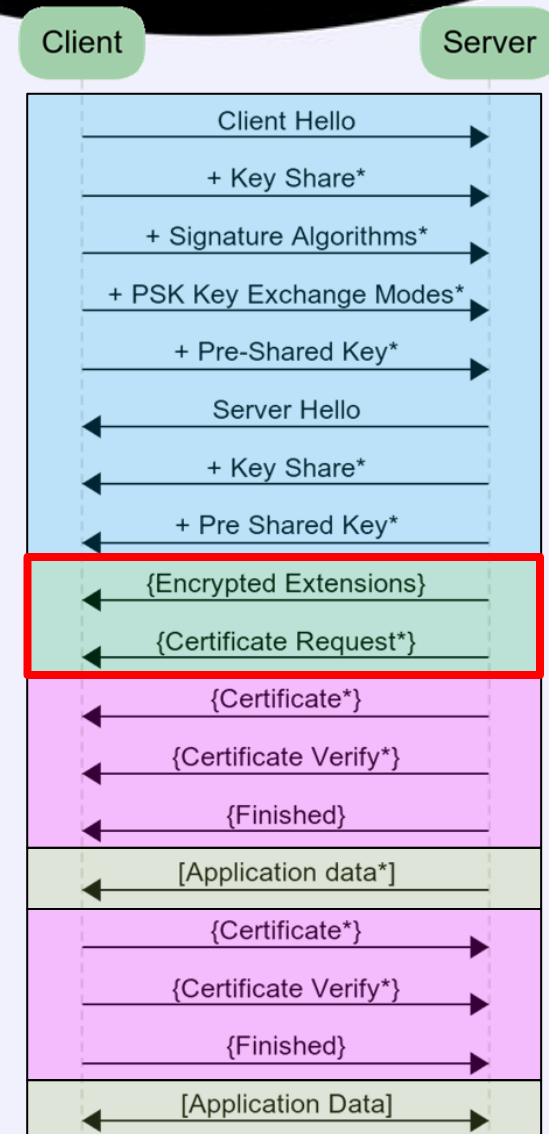 Client Server
Client Hello
+ Key Share*
+ Signature Algorithms*
+ PSK Key Exchange Modes*
+ Pre-Shared Key*
Server Hello
+ Key Share*
+ Pre Shared Key*
{Encrypted Extensions}
{Certificate Request*}
{Certificate*}
{Certificate Verify*}
{Finished}
[Application data*]
{Certificate*}
{Certificate Verify*}
{Finished}
[Application Data]